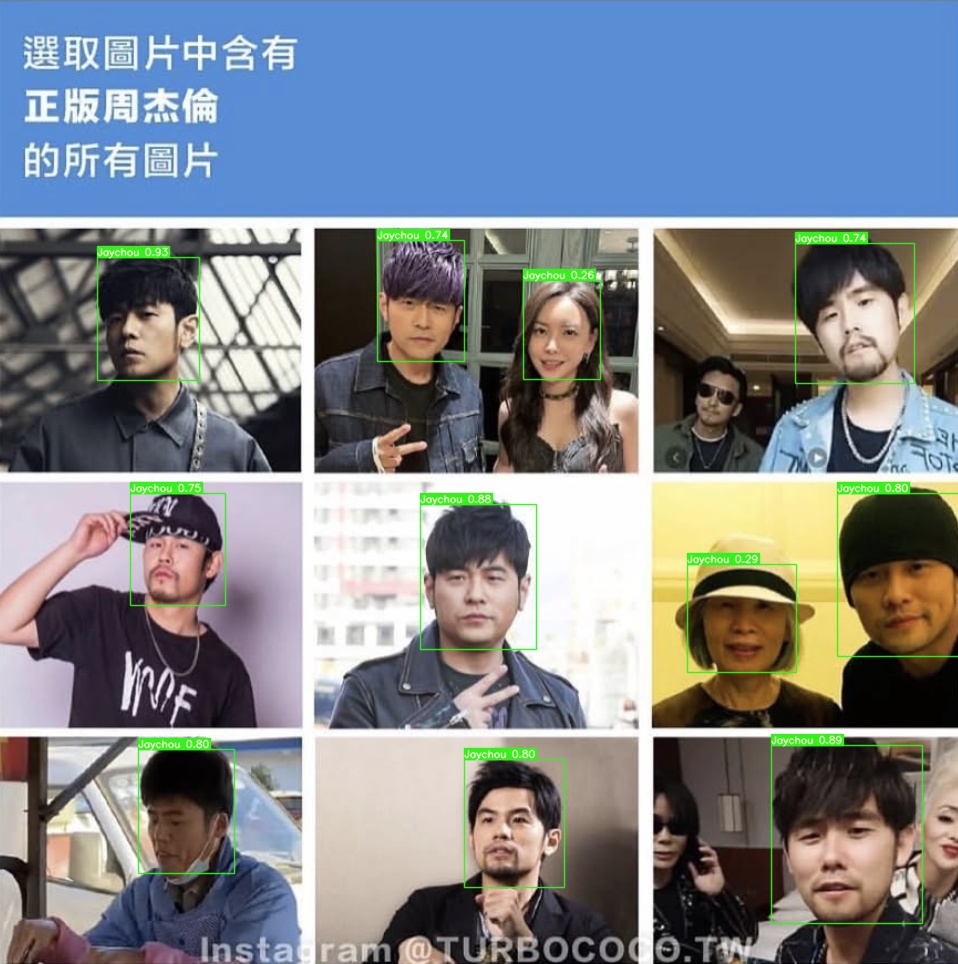 選取圖片中含有
正版周杰倫
的所有圖片
Jaychou 0.93
Jaychou 0.74
Jaychou 0.26
Jaychou 0.74
Jaychou 0.75
Jaychou 0.88
Jaychou 0.29
Jaychou 0.80
WOOF
Jaychou 0.80
Jaychou 0.80
Jaychou 0.89
Instagram @TURBOCOCO.TW